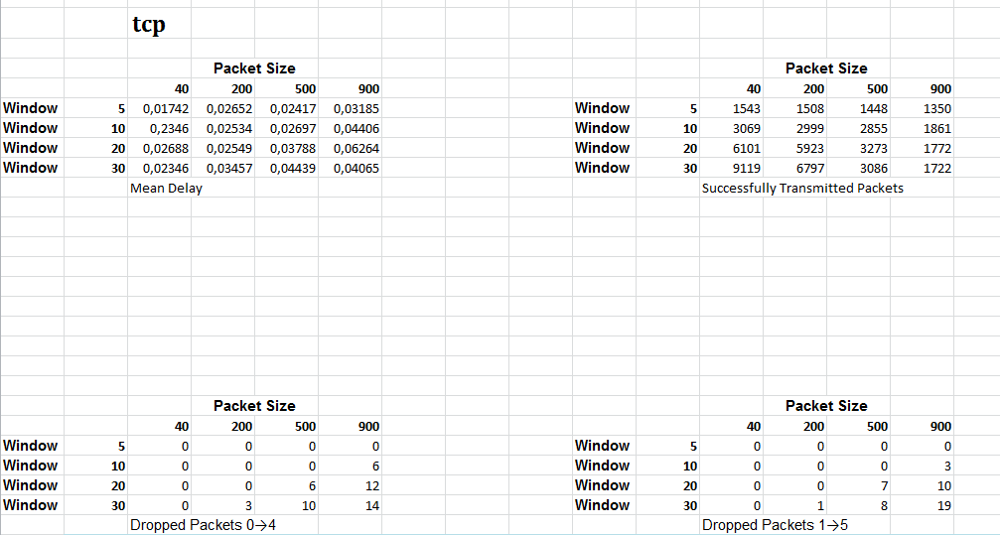 tcp
Packet Size Packet Size
40 200 500 900 40 200 500 900
Window 5 0,01742 0,02652 0,02417 0,03185 Window 5 1543 1508 1448 1350
Window 10 0,2346 0,02534 0,02697 0,04406 Window 10 3069 2999 2855 1861
Window 20 0,02688 0,02549 0,03788 0,06264 Window 20 6101 5923 3273 1772
Window 30 0,02346 0,03457 0,04439 0,04065 Window 30 9119 6797 3086 1722
Mean Delay Successfully Transmitted Packets
Packet Size Packet Size
40 200 500 900 40 200 500 900
Window 5 0 0 0 0 Window 5 0 0 0 0
Window 10 0 0 0 6 Window 10 0 0 0 3
Window 20 0 0 6 12 Window 20 0 0 7 10
Window 30 0 3 10 14 Window 30 0 1 8 19
Dropped Packets 0→4 Dropped Packets 1→5